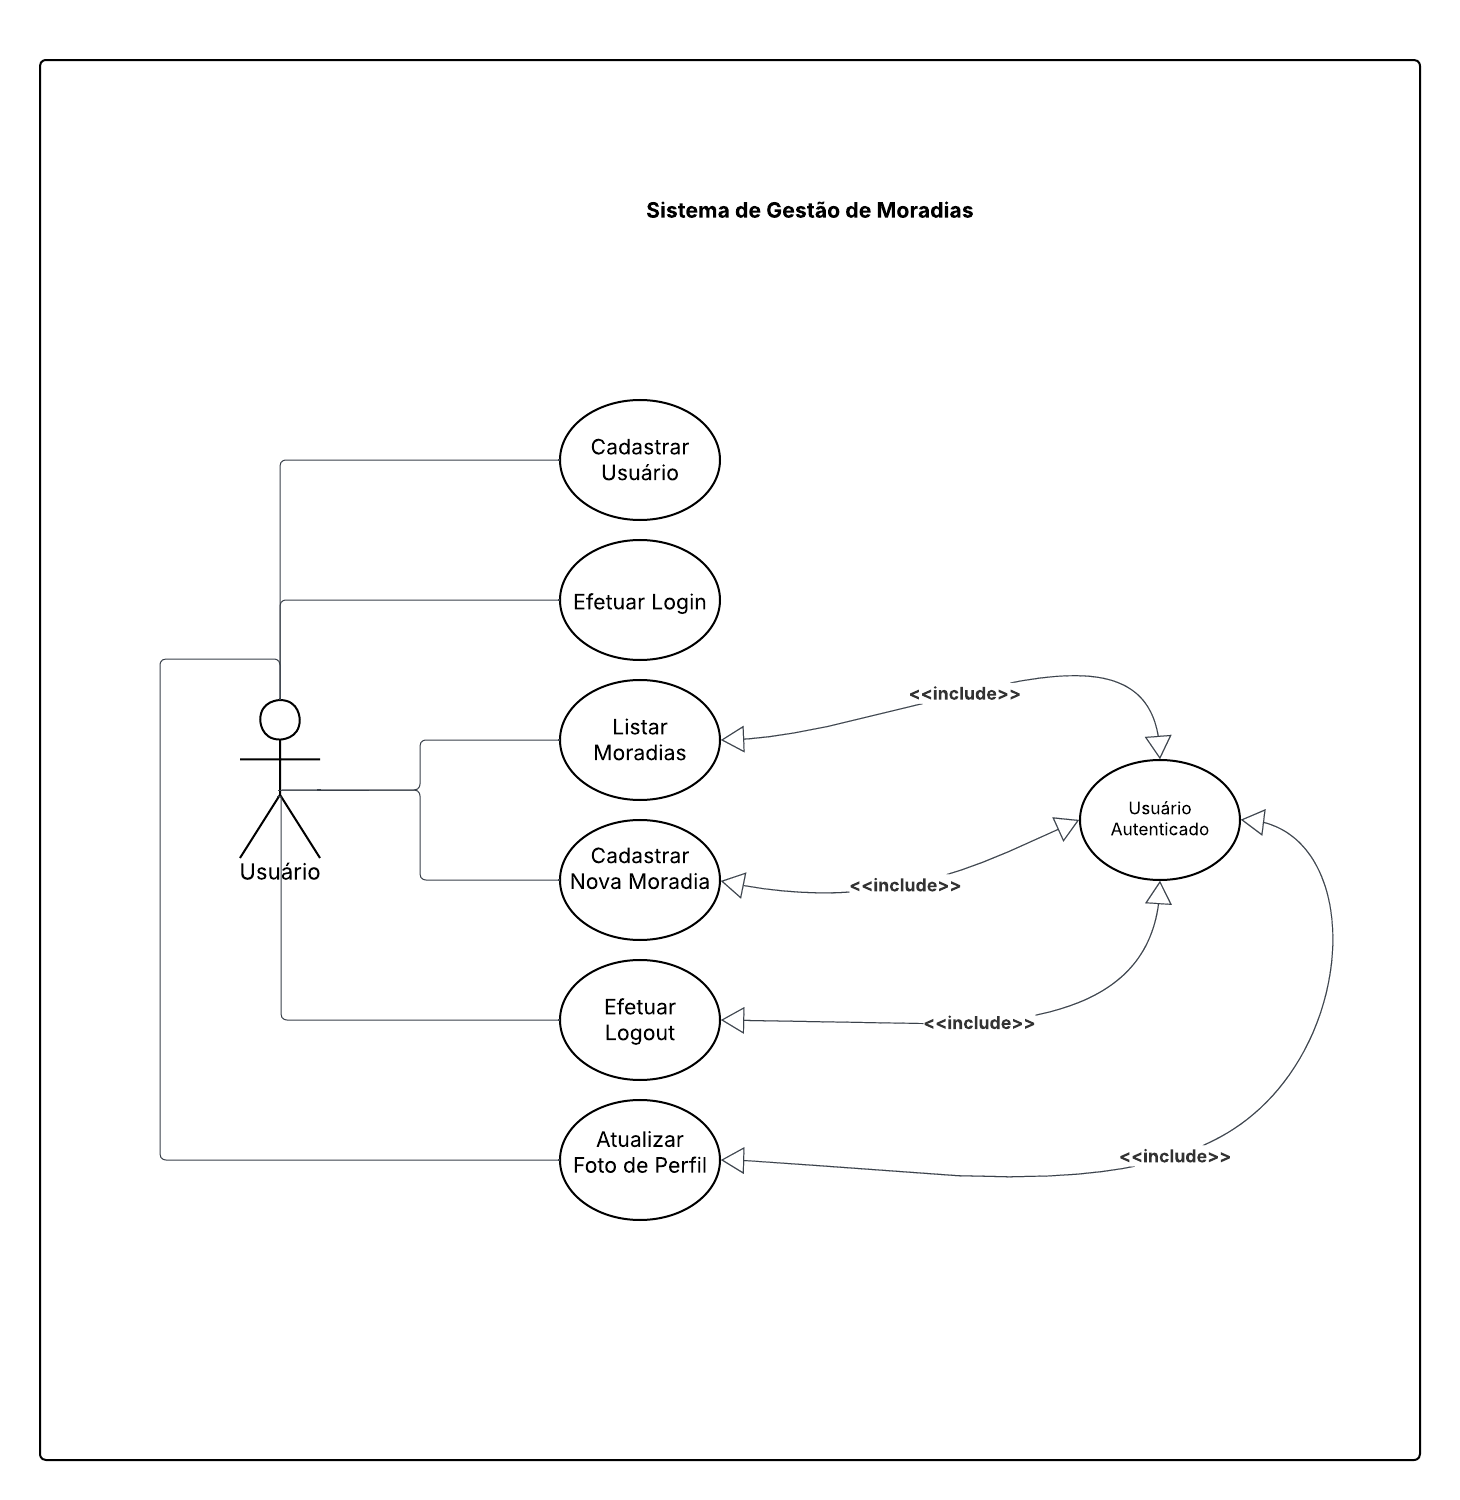 Sistema de Gestão de Moradias
Cadastrar
Usuário
Efetuar Login
Listar
Moradias
<<include>>
Usuário
Autenticado
Usuário
Cadastrar
Nova Moradia
<<include>>
Efetuar
Logout
<<include>>
Atualizar
Foto de Perfil
<<include>>